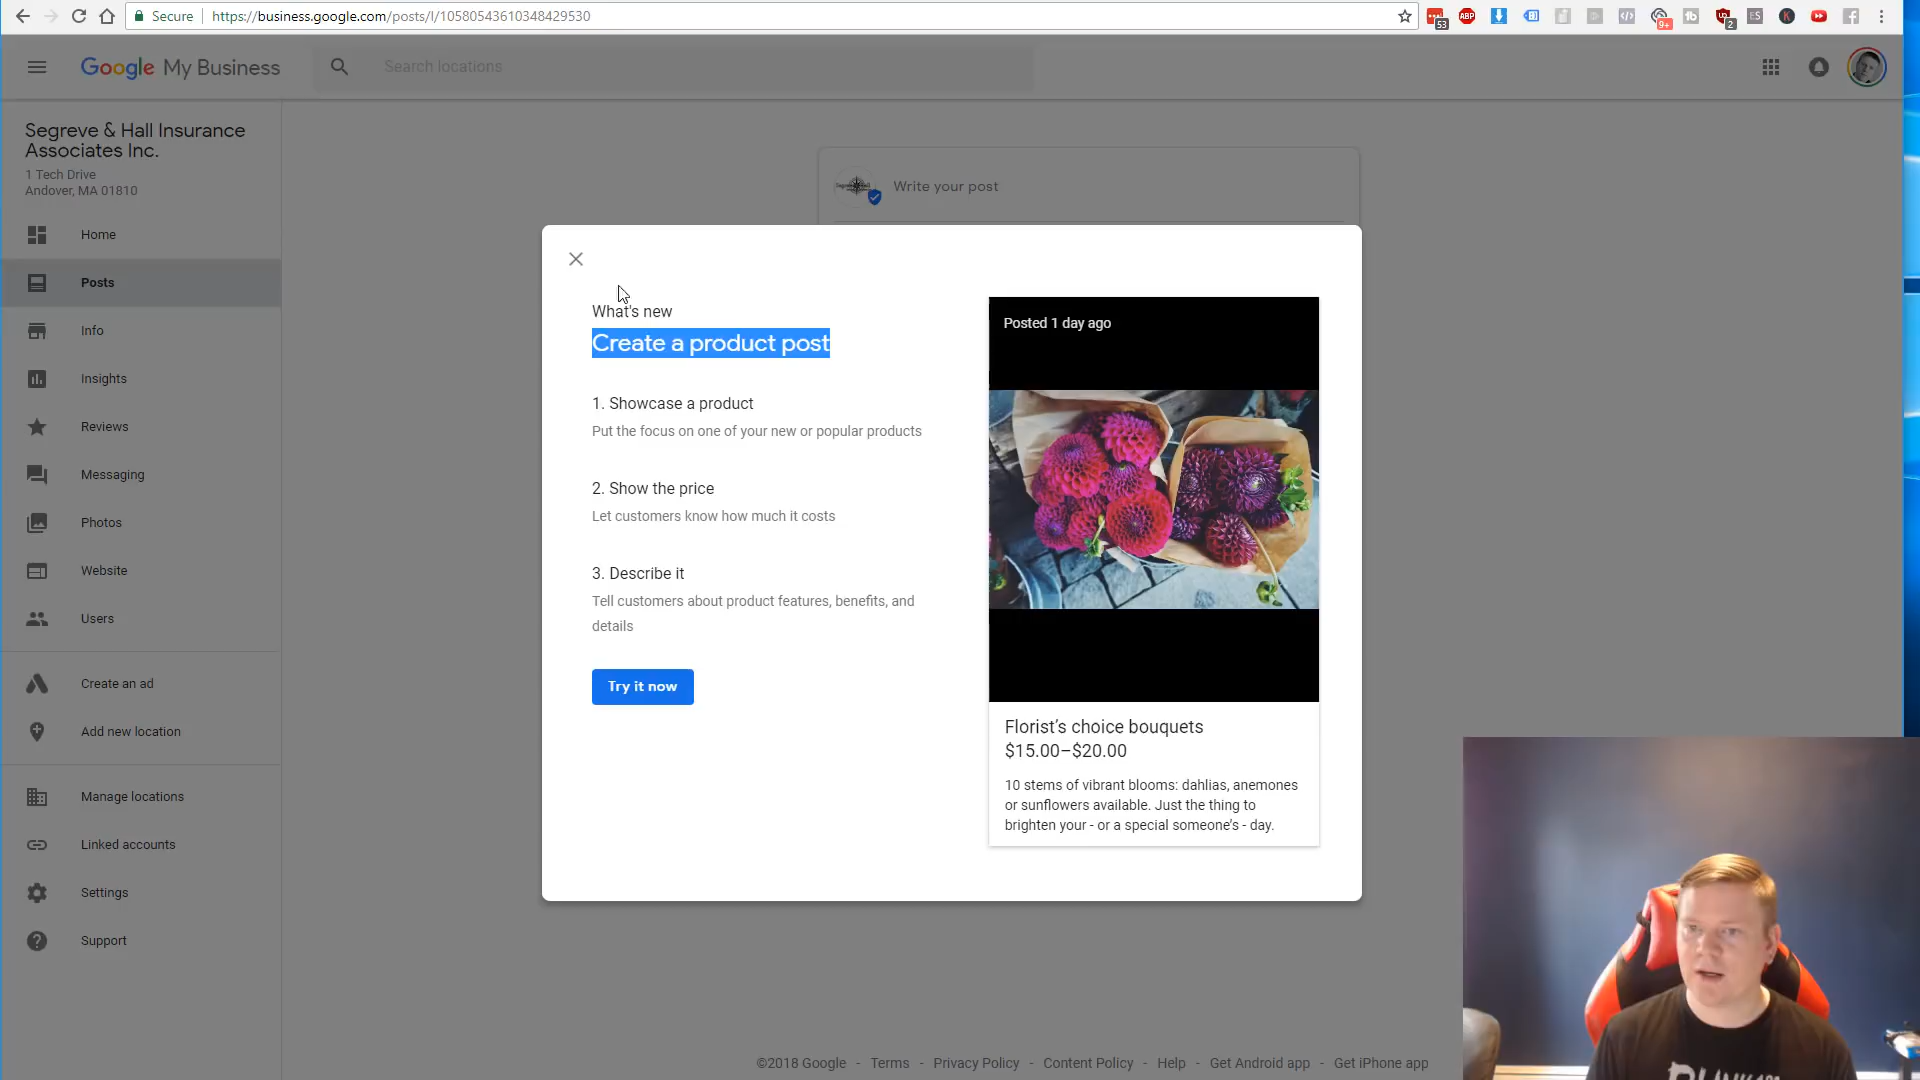 Secure
https://business.google.com/posts/l/10580543610348429530
53
ABP
9+
2
ES
K
Google My Business
Search locations
Segreve & Hall Insurance
Associates Inc.
1 Tech Drive
Andover, MA 01810
Home
Posts
Info
Insights
Reviews
Messaging
Photos
Website
Users
Create an ad
Add new location
Manage locations
Linked accounts
Settings
Support
Write your post
What's new
Create a product post
1. Showcase a product
Put the focus on one of your new or popular products
2. Show the price
Let customers know how much it costs
3. Describe it
Tell customers about product features, benefits, and
details
Try it now
Posted 1 day ago
Florist’s choice bouquets
$15.00–$20.00
10 stems of vibrant blooms: dahlias, anemones
or sunflowers available. Just the thing to
brighten your - or a special someone’s - day.
©2018 Google - Terms - Privacy Policy - Content Policy - Help - Get Android app - Get iPhone app